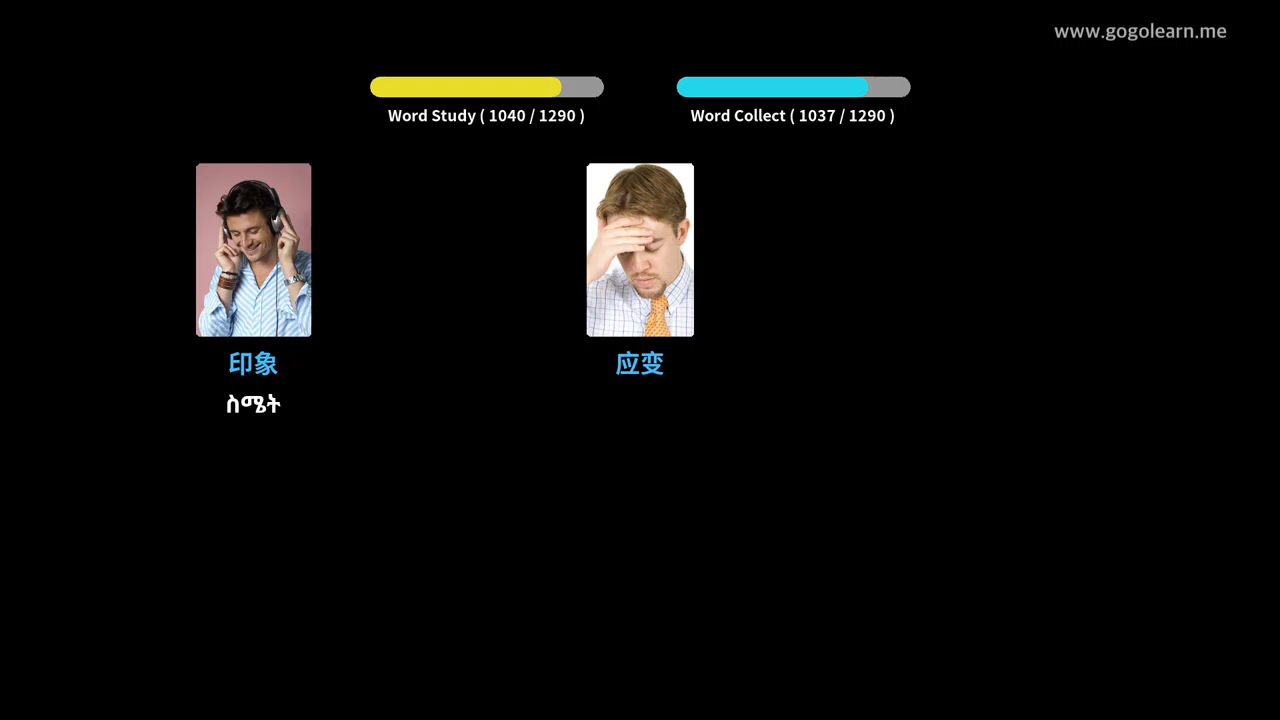 www.gogolearn.me
Word Study ( 1040 / 1290 )
Word Collect ( 1037 / 1290 )
印象
应变
ስሜት